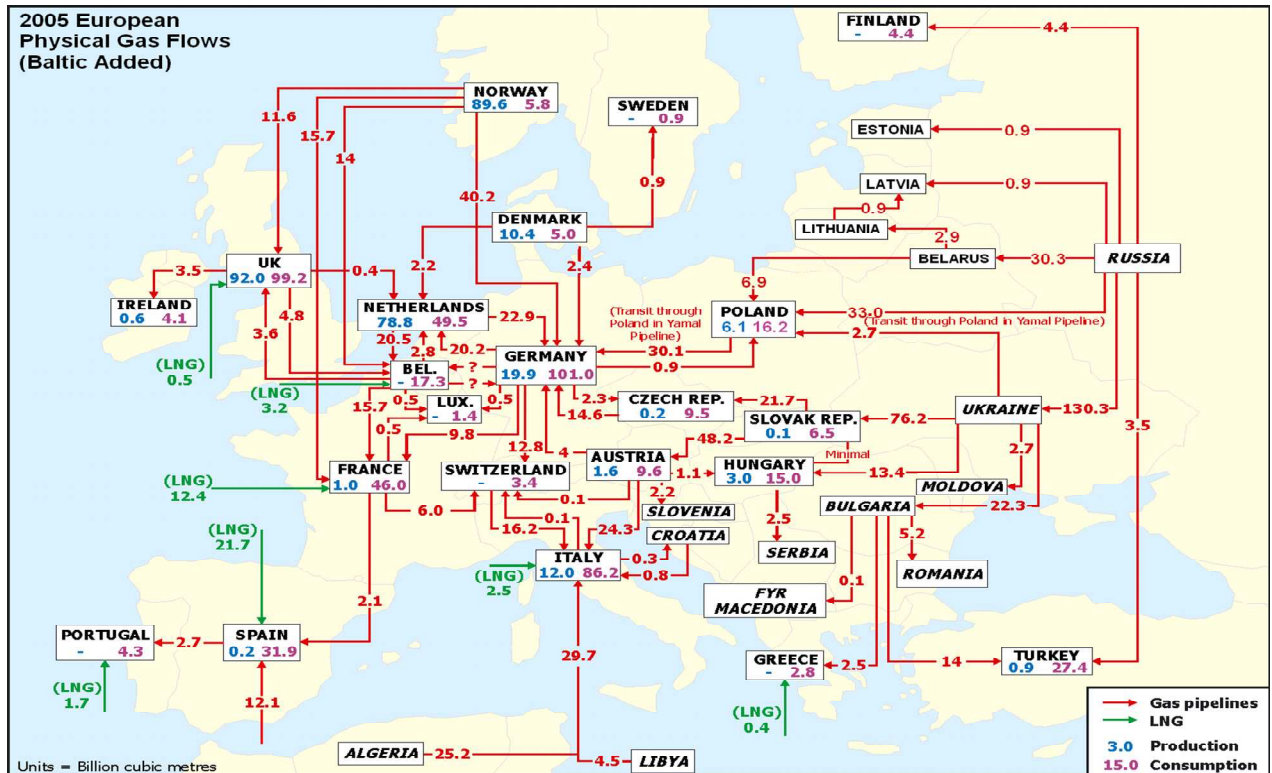 2005 European
Physical Gas Flows
(Baltic Added)
FINLAND
- 4.4
4.4
NORWAY
89.6 5.8
SWEDEN
- 0.9
11.6
15.7
14
40.2
0.9
ESTONIA
0.9
LATVIA
0.9
0.9
LITHUANIA
2.9
BELARUS
30.3
RUSSIA
DENMARK
10.4 5.0
2.2
2.4
UK
92.0 99.2
3.5
0.4
IRELAND
0.6 4.1
3.6
4.8
(LNG)
0.5
NETHERLANDS
78.8 49.5
22.9
20.5
2.8
20.2
(Transit through
Poland in Yamal
Pipeline)
6.9
POLAND
6.1 16.2
33.0
(Transit through Poland in Yamal Pipeline)
2.7
30.1
0.9
GERMANY
19.9 101.0
BEL.
- 17.3
?
?
(LNG)
3.2
0.5
0.5
LUX.
- 1.4
15.7
0.5
9.8
2.3
14.6
CZECH REP.
0.2 9.5
21.7
SLOVAK REP.
0.1 6.5
76.2
UKRAINE
130.3
3.5
48.2
Minimal
2.7
12.8
4
AUSTRIA
1.6 9.6
1.1
HUNGARY
3.0 15.0
13.4
MOLDOVA
(LNG)
12.4
FRANCE
1.0 46.0
SWITZERLAND
- 3.4
0.1
2.2
SLOVENIA
BULGARIA
22.3
6.0
0.1
16.2
24.3
CROATIA
2.5
SERBIA
5.2
ROMANIA
(LNG)
21.7
ITALY
12.0 86.2
0.3
0.8
(LNG)
2.5
0.1
FYR
MACEDONIA
2.1
PORTUGAL
- 4.3
2.7
SPAIN
0.2 31.9
29.7
GREECE
- 2.8
2.5
14
TURKEY
0.9 27.4
(LNG)
1.7
12.1
(LNG)
0.4
ALGERIA
25.2
4.5
LIBYA
Gas pipelines
LNG
3.0 Production
15.0 Consumption
Units = Billion cubic metres